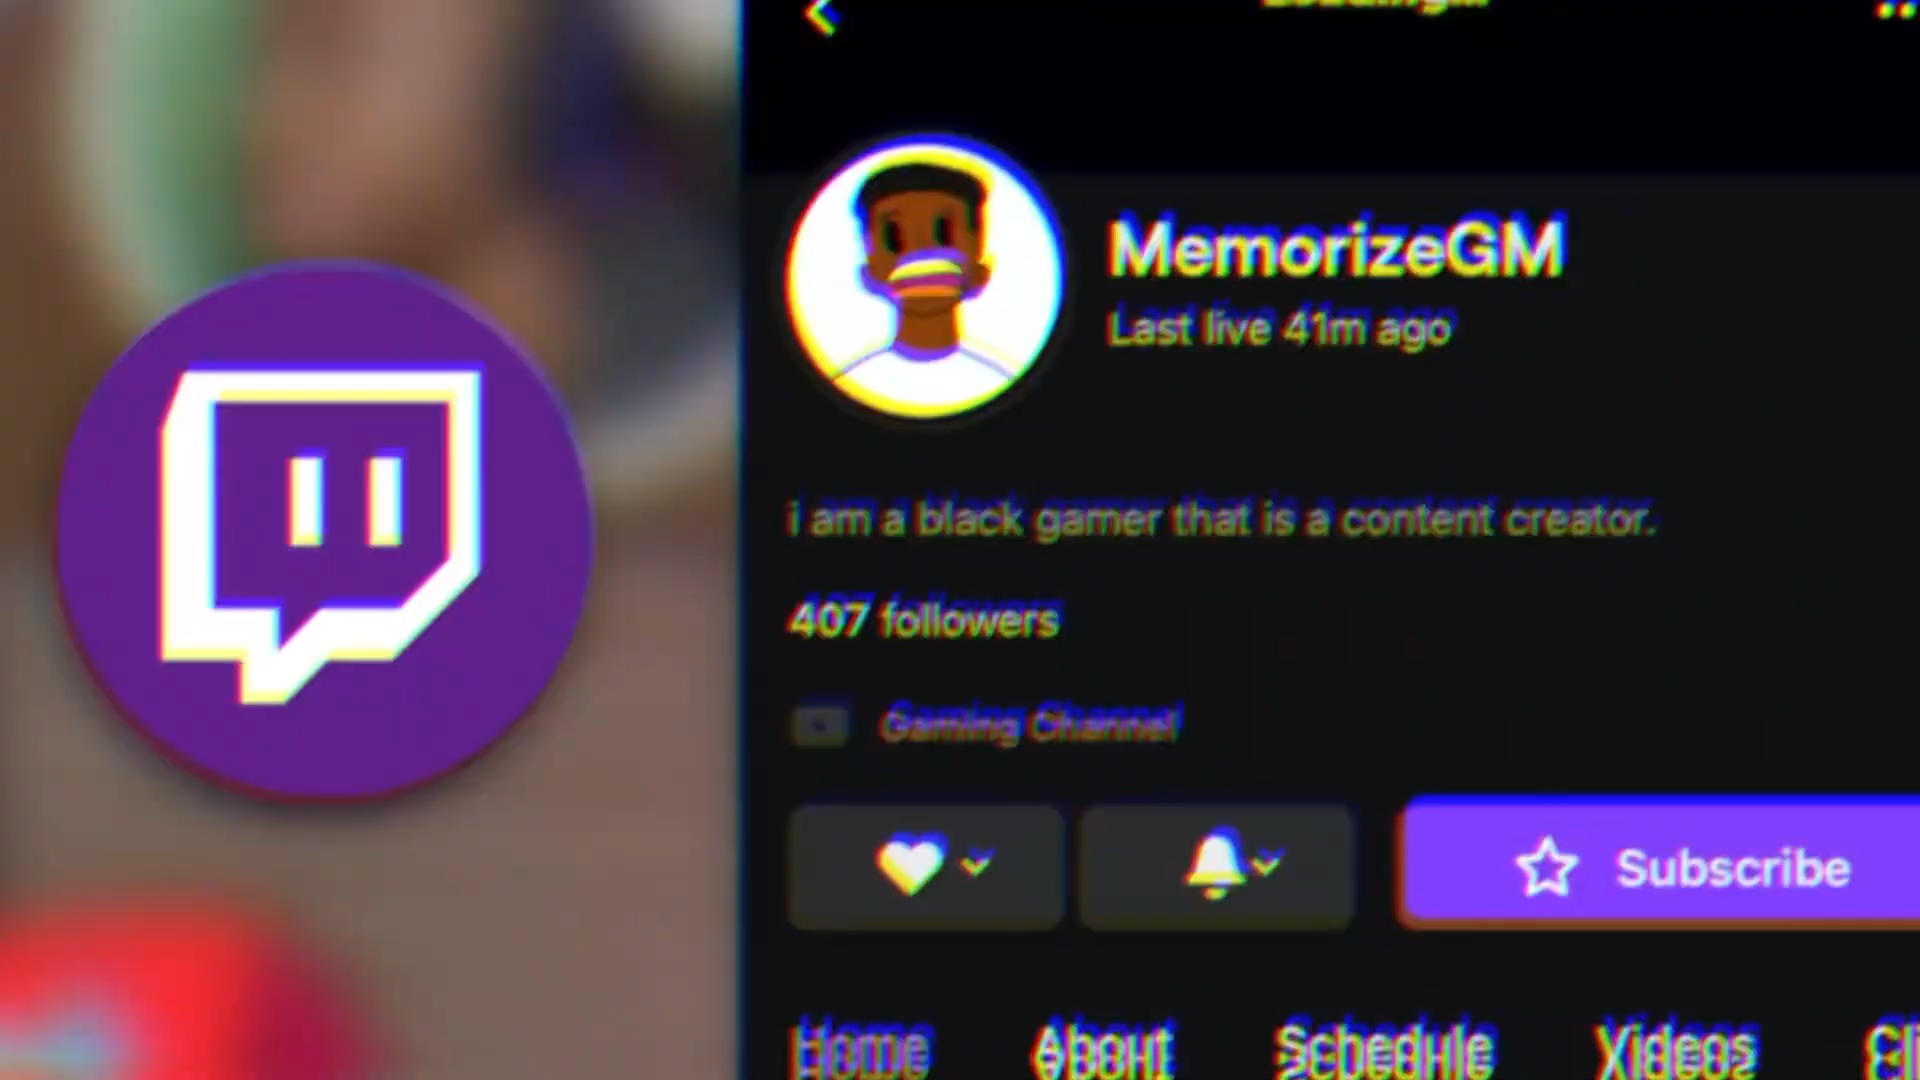 MemorizeGM
Last live 41m ago
i am a black gamer that is a content creator.
407 followers
Gaming Channel
Subscribe
Home About Schedule Videos